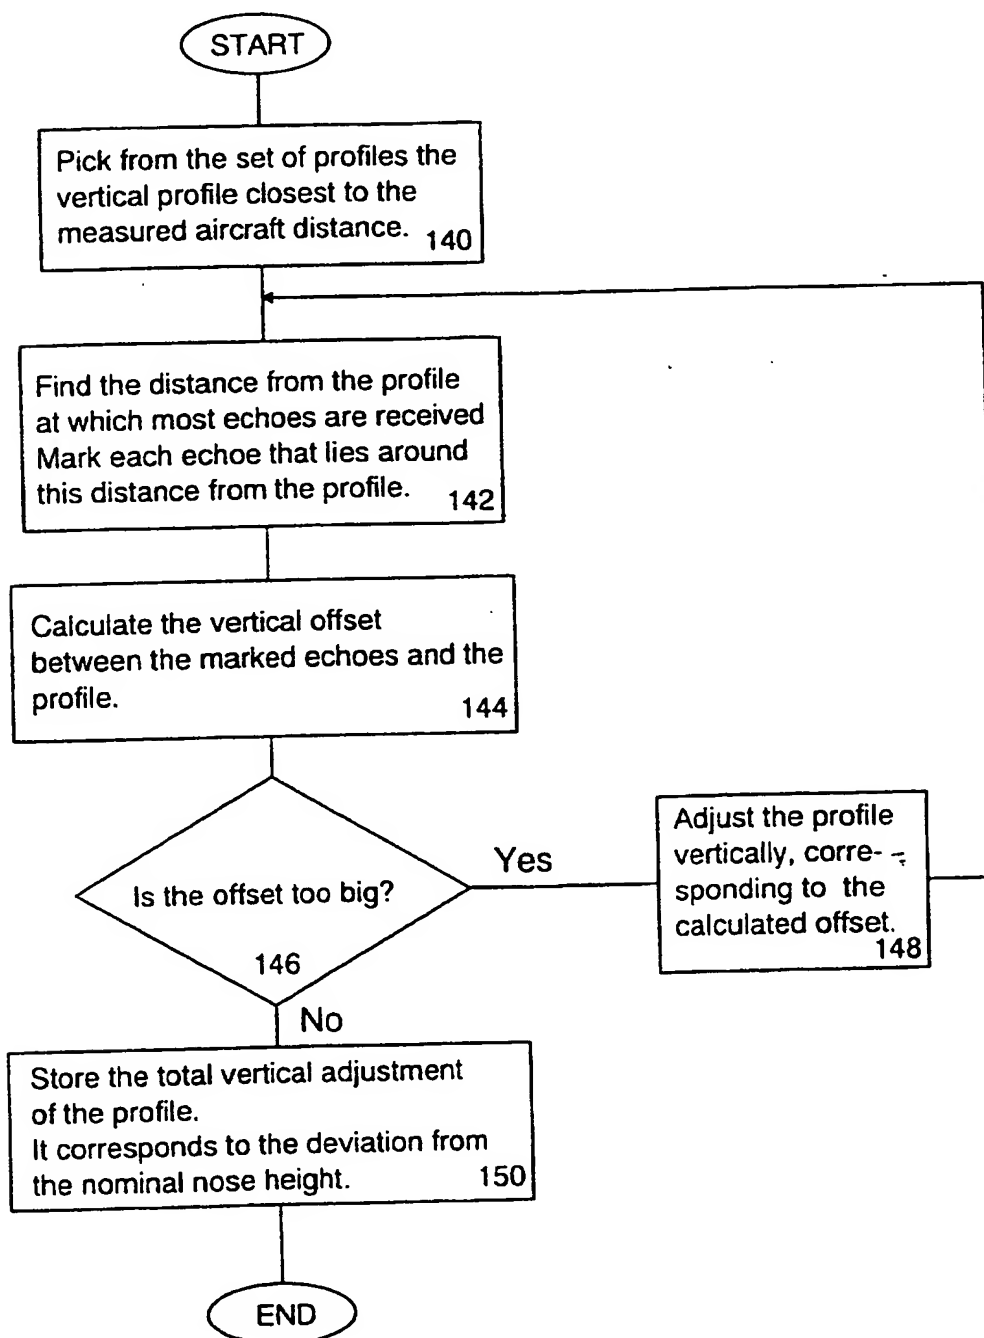 START
Pick from the set of profiles the
vertical profile closest to the
measured aircraft distance.
140
Find the distance from the profile
at which most echoes are received
Mark each echoe that lies around
this distance from the profile.
142
Calculate the vertical offset
between the marked echoes and the
profile.
144
Is the offset too big?
146
Yes
Adjust the profile
vertically, corre-
sponding to the
calculated offset.
148
No
Store the total vertical adjustment
of the profile.
It corresponds to the deviation from
the nominal nose height.
150
END